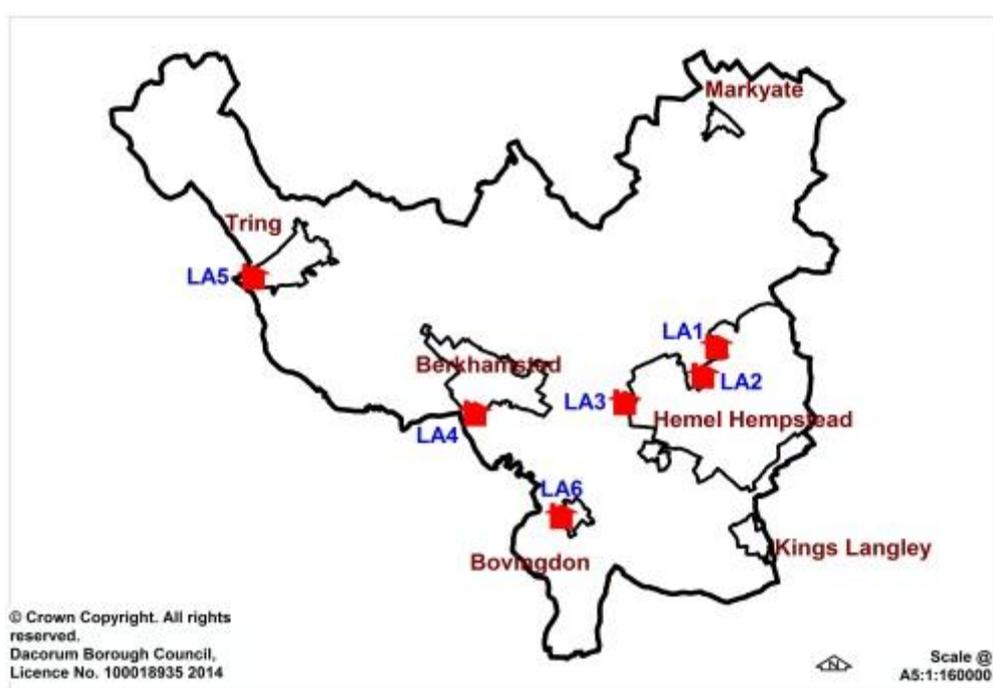 Markyate
Tring
LA5
LA1
Berkhamsted
LA2
LA3
Hemel Hempstead
LA4
LA6
Kings Langley
Bovingdon
© Crown Copyright. All rights
reserved.
Dacorum Borough Council,
Licence No. 100018935 2014
N
Scale @
A5:1:160000